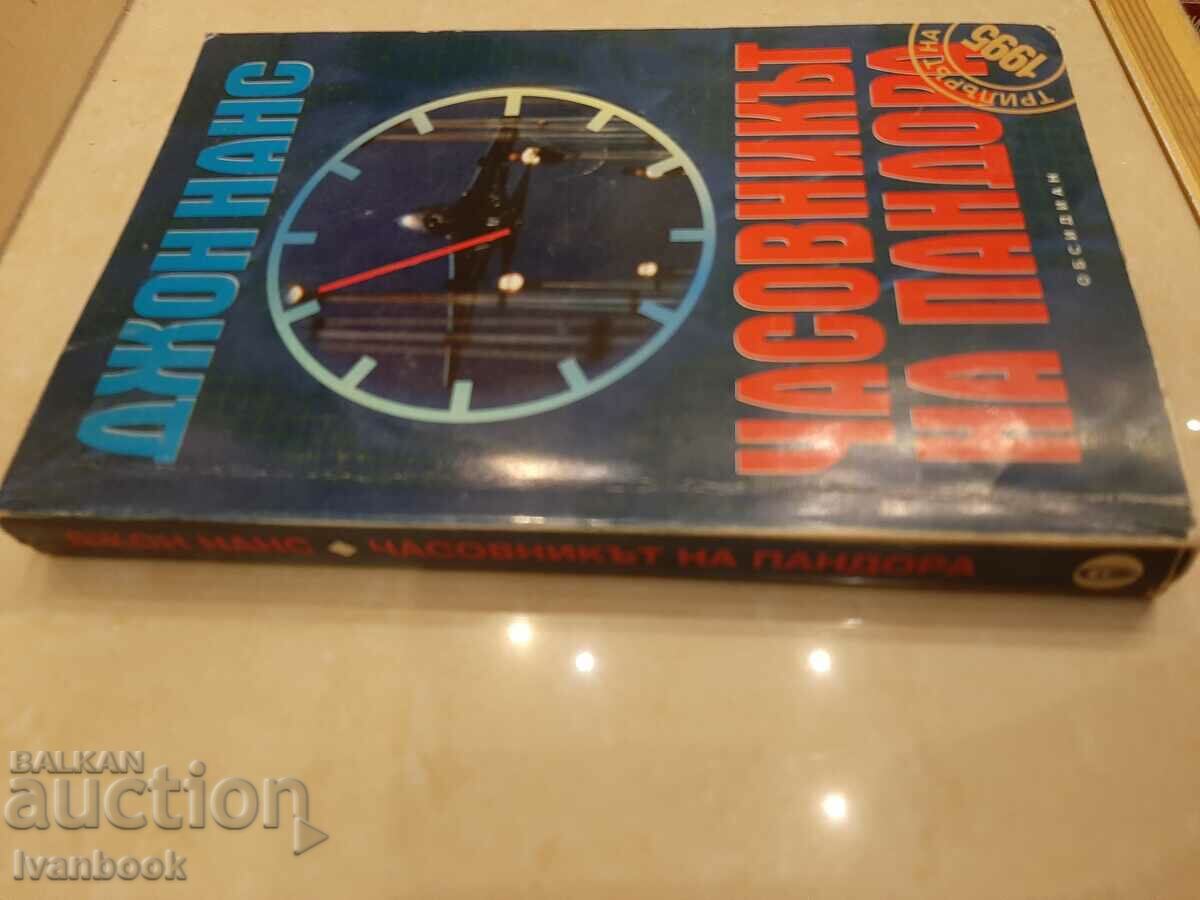 ДЖОН НАНС
ЧАСОВНИКЪТ
НА ПАНДОРА
ТРИЛЪРЪТ НА
1995
ОБСИДИАН
ДЖОН НАНС ◆ ЧАСОВНИКЪТ НА ПАНДОРА
BALKAN
auction
Ivanbook